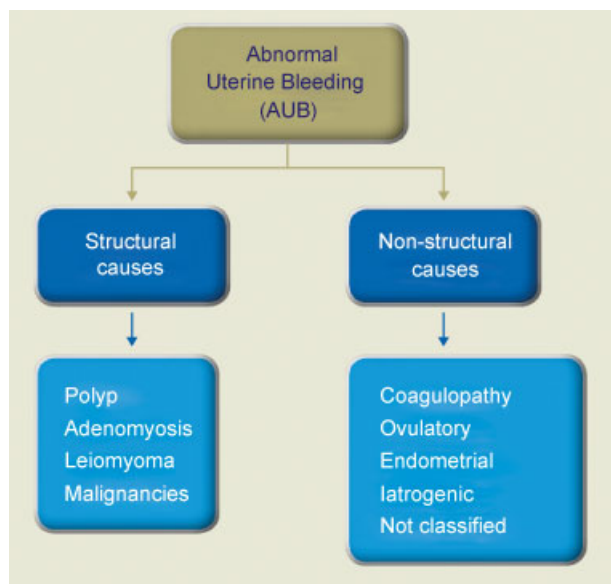 Abnormal
Uterine Bleeding
(AUB)
Structural
causes
Non-structural
causes
Polyp
Adenomyosis
Leiomyoma
Malignancies
Coagulopathy
Ovulatory
Endometrial
Iatrogenic
Not classified